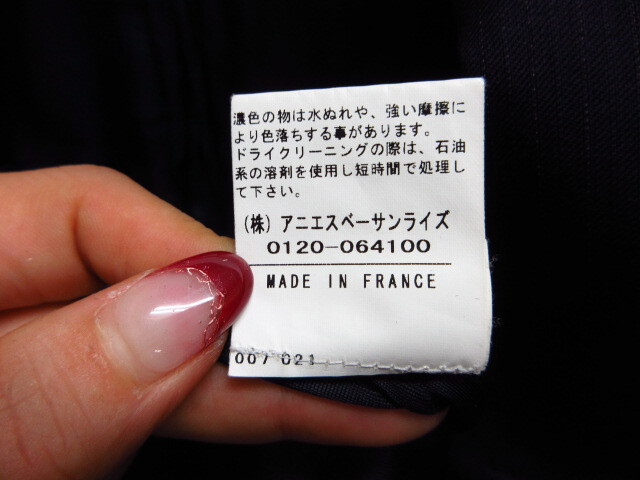 濃色の物は水ぬれや、強い摩擦に
より色落ちする事があります。
ドライクリーニングの際は、石油
系の溶剤を使用し短時間で処理し
て下さい。
(株) アニエスベーサンライズ
0120-064100
MADE IN FRANCE
007 021